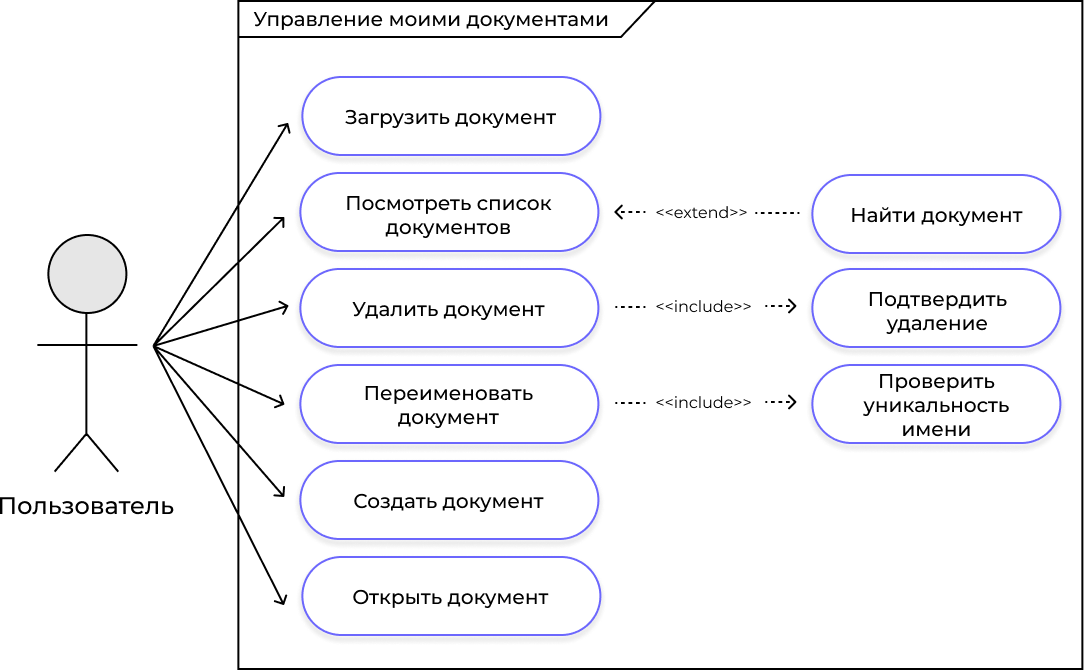 Управление моими документами
Загрузить документ
Посмотреть список
документов
<<extend>>
Найти документ
Удалить документ
<<include>>
Подтвердить
удаление
Переименовать
документ
<<include>>
Проверить
уникальность
имени
Создать документ
Пользователь
Открыть документ